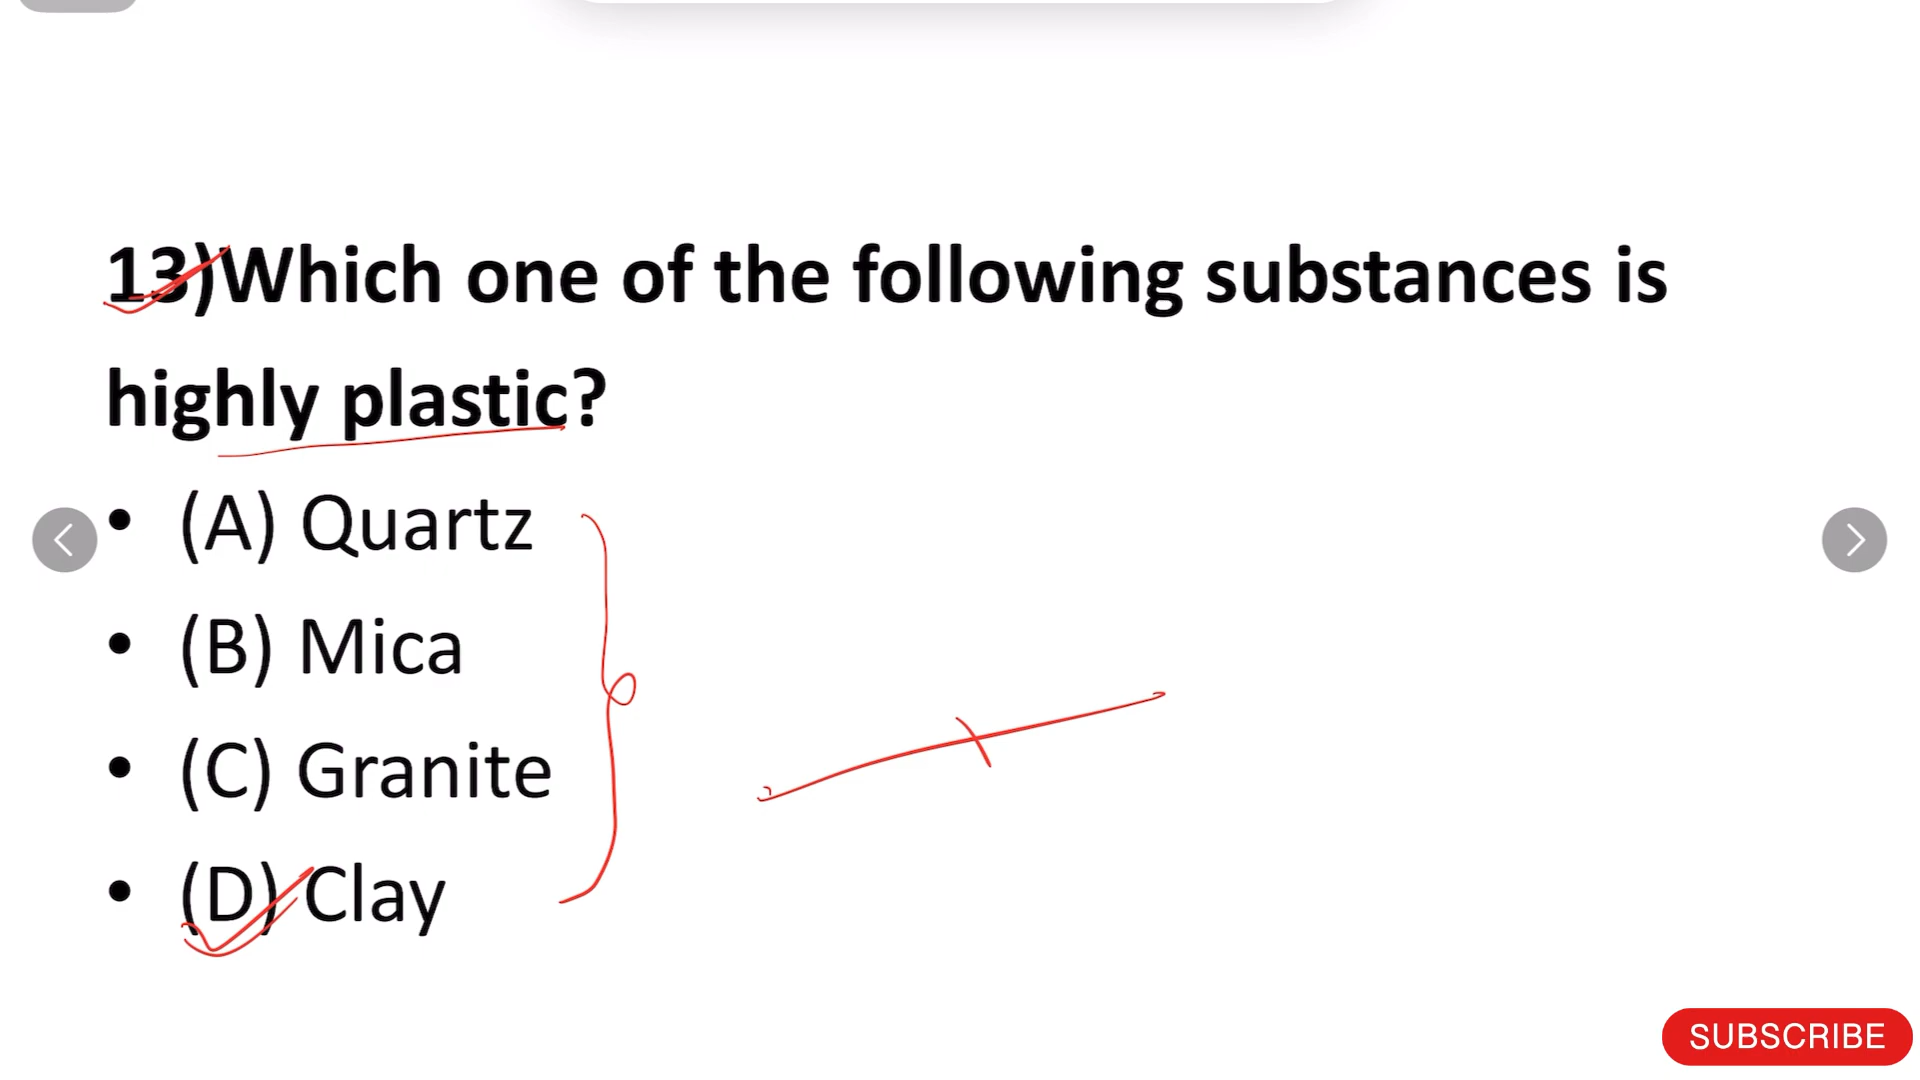 13)Which one of the following substances is
highly plastic?
• (A) Quartz
• (B) Mica
• (C) Granite
• (D) Clay
SUBSCRIBE